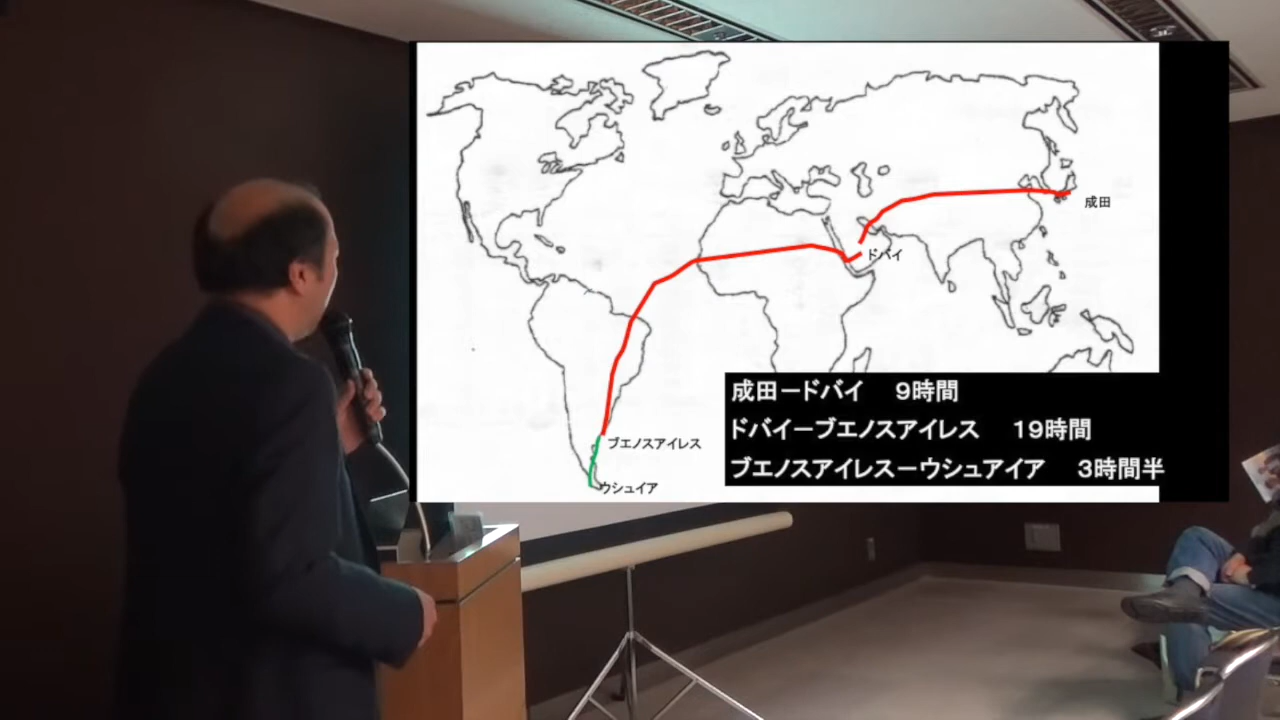 成田
ドバイ
成田ードバイ　9時間
ドバイーブエノスアイレス　19時間
ブエノスアイレスーウシュアイア　3時間半
ブエノスアイレス
ウシュイア